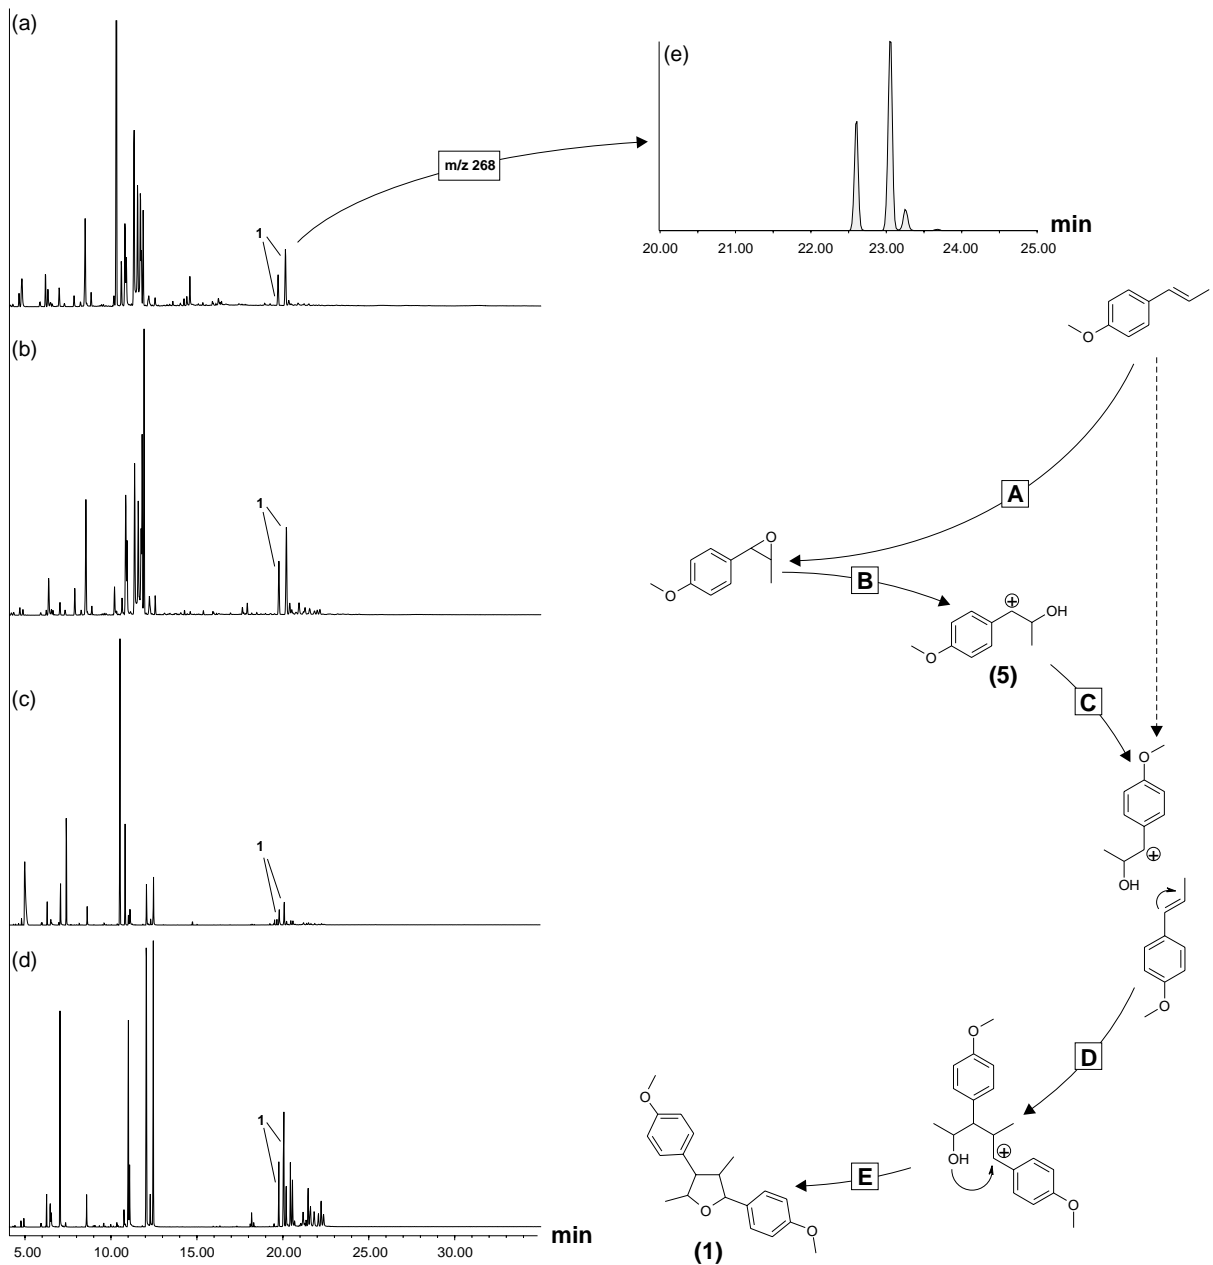 (a)
1
m/z 268
(e)
min
20.00 21.00 22.00 23.00 24.00 25.00
(b)
1
A
O
O
B
OH
O
(5)
C
(c)
1
O
OH
O
(d)
1
D
O
OH
O
E
O
O
O
(1)
5.00 10.00 15.00 20.00 25.00 30.00
min
O